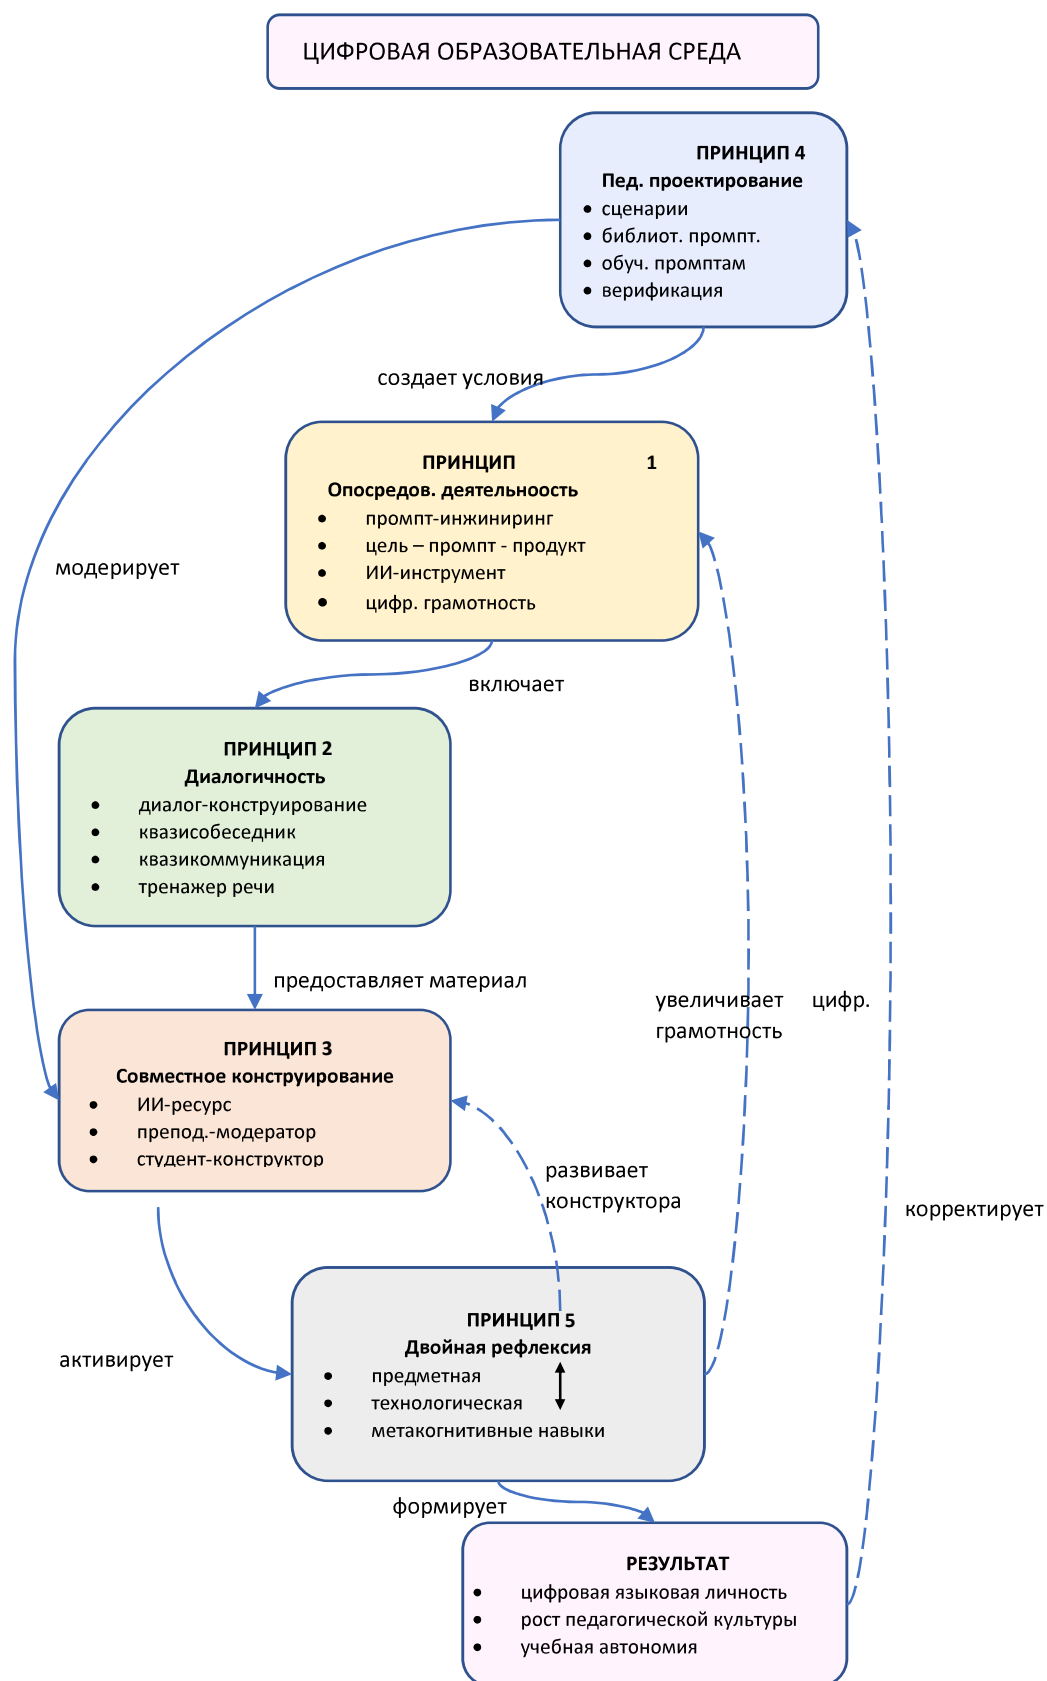 ЦИФРОВАЯ ОБРАЗОВАТЕЛЬНАЯ СРЕДА
ПРИНЦИП 4
Пед. проектирование
• сценарии
• библиот. промпт.
• обуч. промптам
• верификация
создает условия
ПРИНЦИП 1
Опосредов. деятельноость
• промпт-инжиниринг
• цель – промпт - продукт
• ИИ-инструмент
• цифр. грамотность
модерирует
включает
ПРИНЦИП 2
Диалогичность
• диалог-конструирование
• квазисобеседник
• квазикоммуникация
• тренажер речи
предоставляет материал
увеличивает цифр.
грамотность
ПРИНЦИП 3
Совместное конструирование
• ИИ-ресурс
• препод.-модератор
• студент-конструктор
развивает
конструктора
корректирует
активирует
ПРИНЦИП 5
Двойная рефлексия
• предметная
• технологическая
• метакогнитивные навыки
формирует
РЕЗУЛЬТАТ
• цифровая языковая личность
• рост педагогической культуры
• учебная автономия